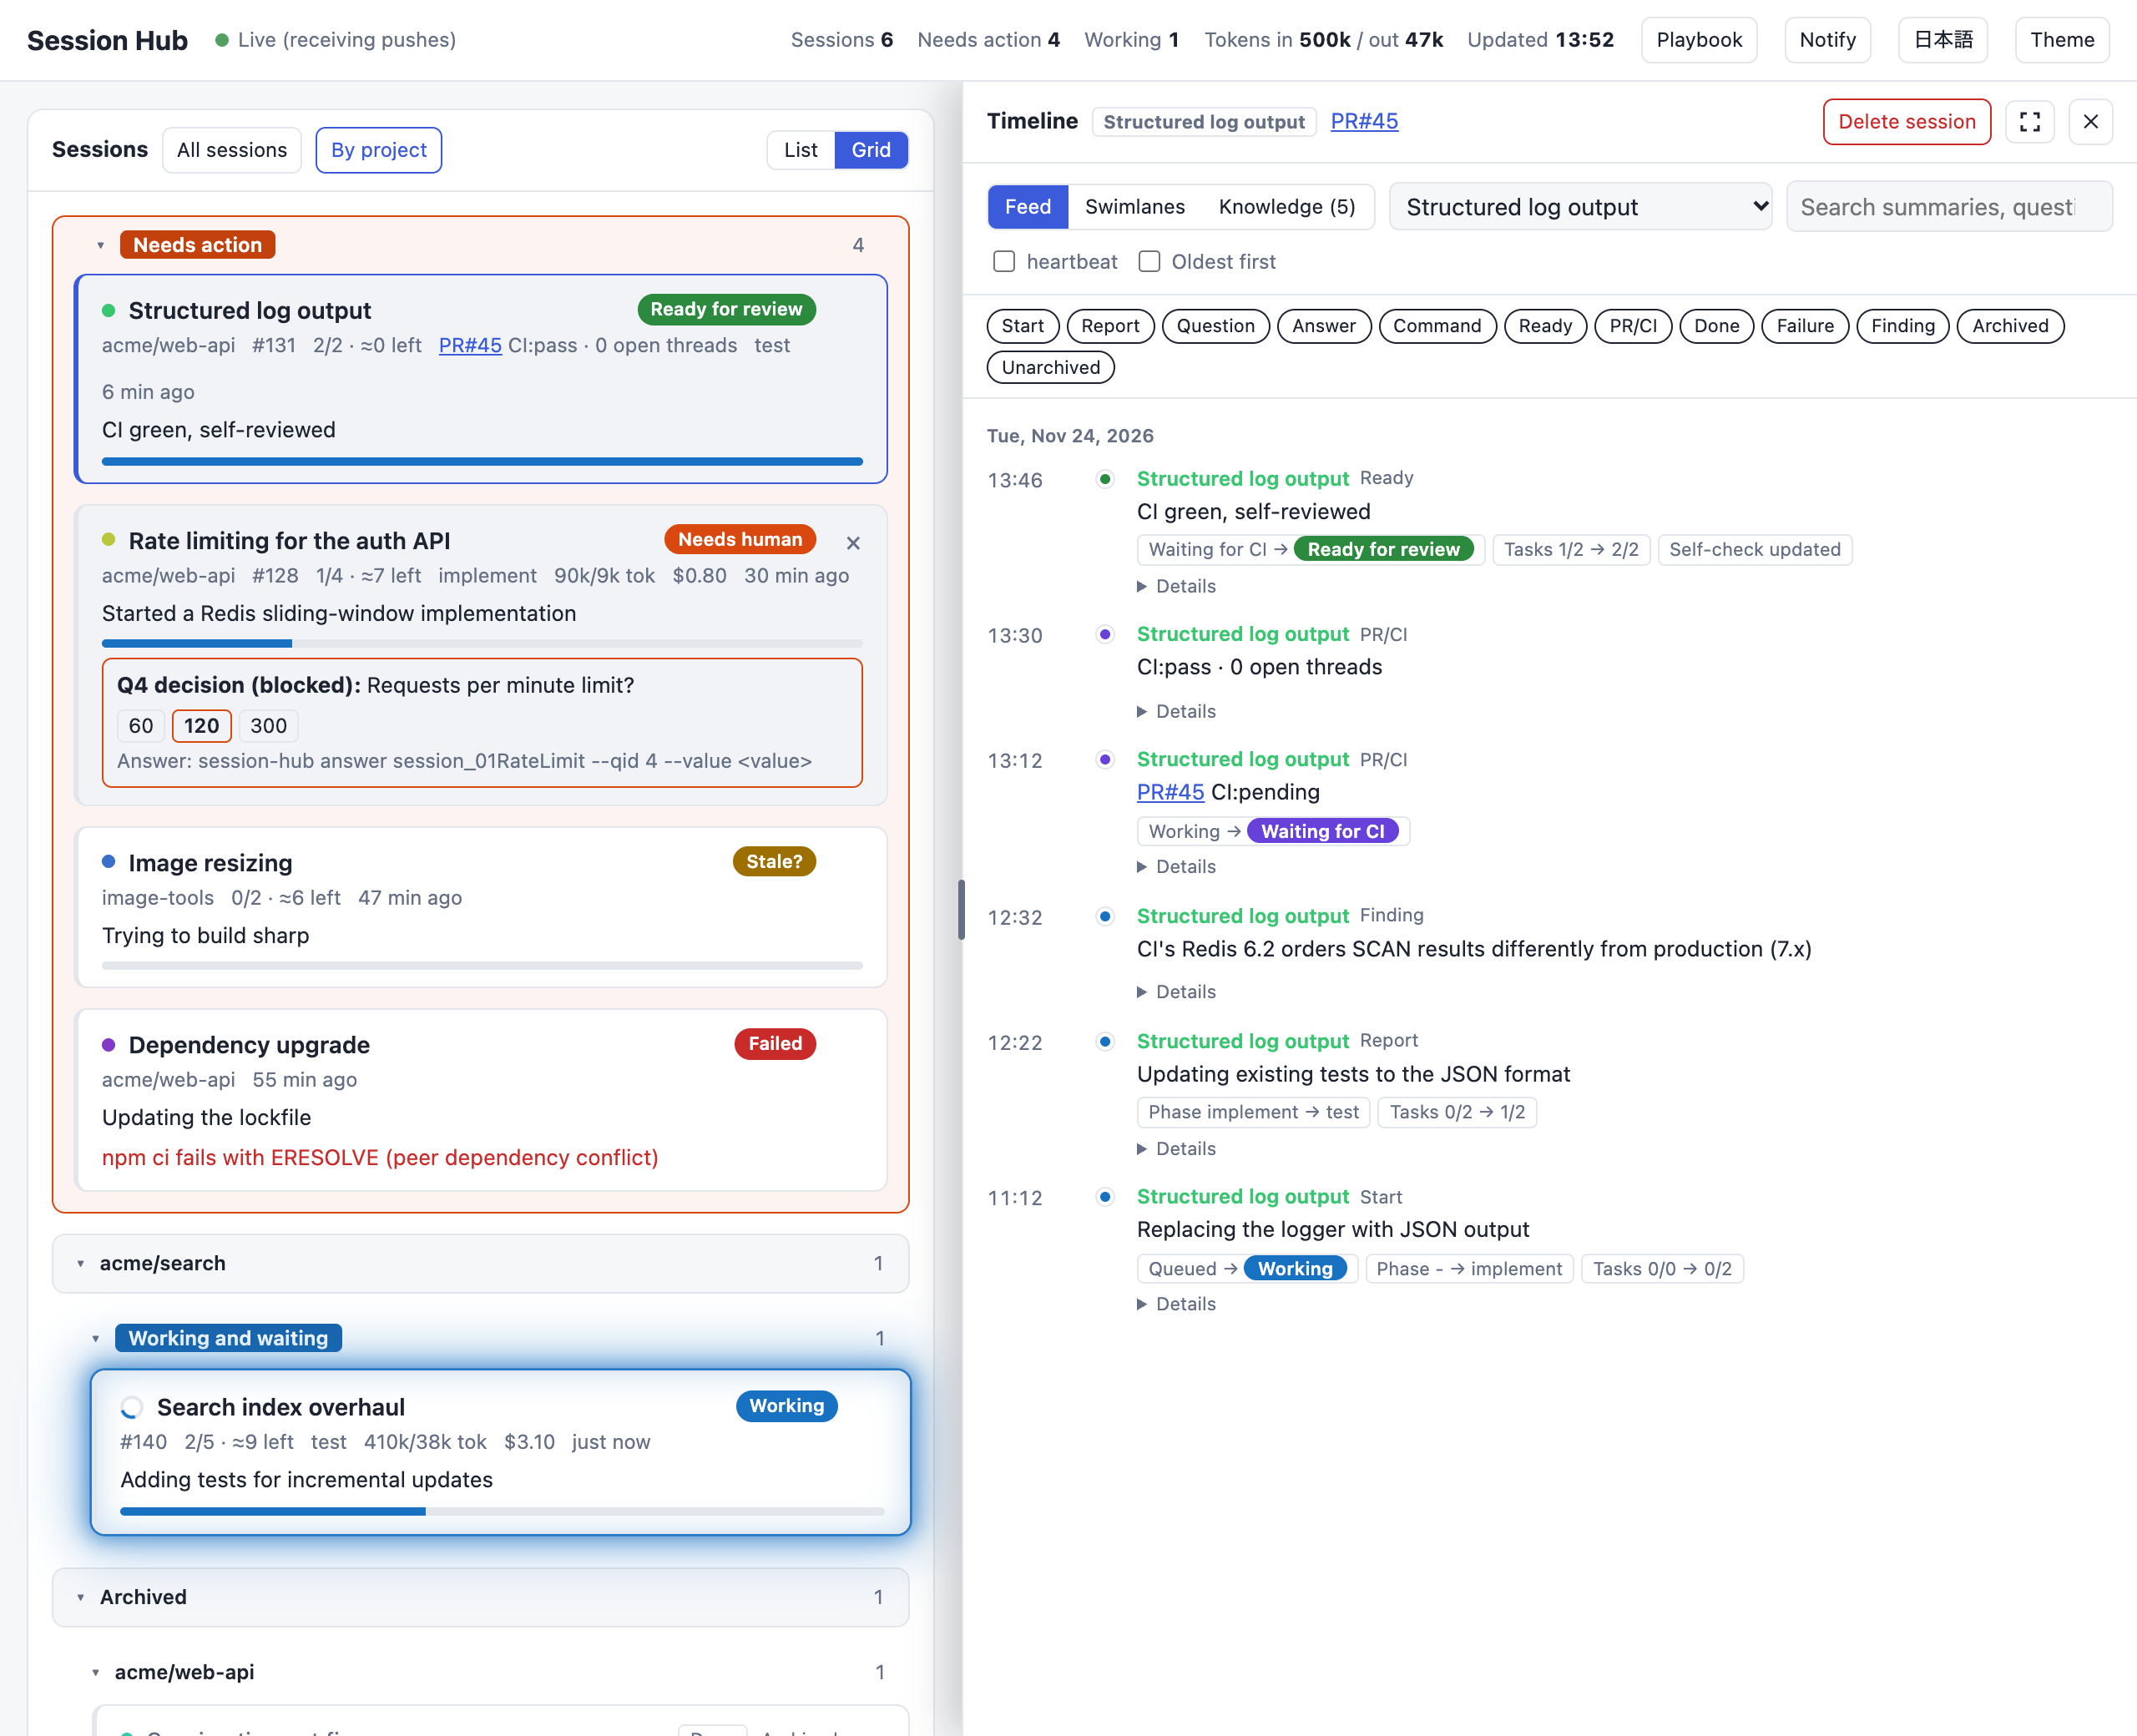 Session Hub Live (receiving pushes) Sessions 6 Needs action 4 Working 1 Tokens in 500k / out 47k Updated 13:52 Playbook Notify 日本語 Theme
Sessions All sessions By project List Grid
Needs action 4
Structured log output Ready for review
acme/web-api #131 2/2 · ≈0 left PR#45 CI:pass · 0 open threads test
6 min ago
CI green, self-reviewed
Rate limiting for the auth API Needs human ×
acme/web-api #128 1/4 · ≈7 left implement 90k/9k tok $0.80 30 min ago
Started a Redis sliding-window implementation
Q4 decision (blocked): Requests per minute limit?
60 120 300
Answer: session-hub answer session_01RateLimit --qid 4 --value <value>
Image resizing Stale?
image-tools 0/2 · ≈6 left 47 min ago
Trying to build sharp
Dependency upgrade Failed
acme/web-api 55 min ago
Updating the lockfile
npm ci fails with ERESOLVE (peer dependency conflict)
acme/search 1
Working and waiting 1
Search index overhaul Working
#140 2/5 · ≈9 left test 410k/38k tok $3.10 just now
Adding tests for incremental updates
Archived 1
acme/web-api 1
Timeline Structured log output PR#45 Delete session
Feed Swimlanes Knowledge (5) Structured log output Search summaries, questi
heartbeat Oldest first
Start Report Question Answer Command Ready PR/CI Done Failure Finding Archived
Unarchived
Tue, Nov 24, 2026
13:46 Structured log output Ready
CI green, self-reviewed
Waiting for CI → Ready for review Tasks 1/2 → 2/2 Self-check updated
Details
13:30 Structured log output PR/CI
CI:pass · 0 open threads
Details
13:12 Structured log output PR/CI
PR#45 CI:pending
Working → Waiting for CI
Details
12:32 Structured log output Finding
CI's Redis 6.2 orders SCAN results differently from production (7.x)
Details
12:22 Structured log output Report
Updating existing tests to the JSON format
Phase implement → test Tasks 0/2 → 1/2
Details
11:12 Structured log output Start
Replacing the logger with JSON output
Queued → Working Phase - → implement Tasks 0/0 → 0/2
Details